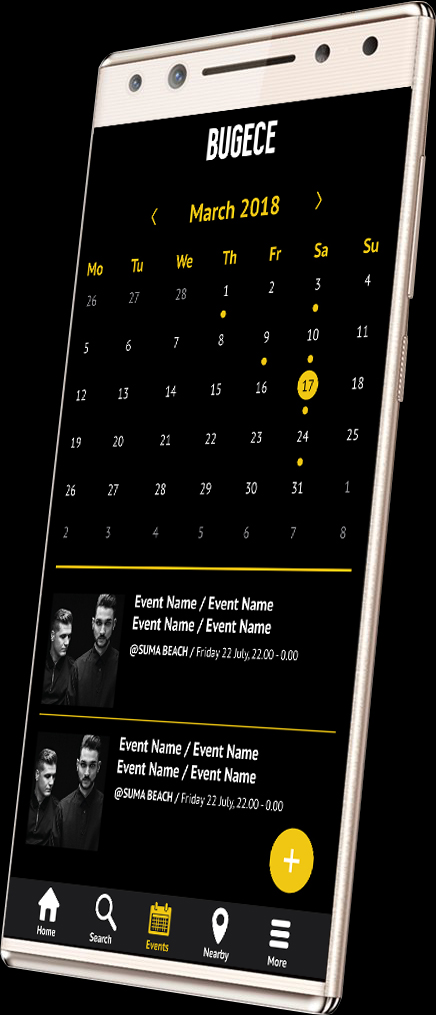 BUGECE
< March 2018 >
Mo Tu We Th Fr Sa Su
26 27 28 1 2 3 4
5 6 7 8 9 10 11
12 13 14 15 16 17 18
19 20 21 22 23 24 25
26 27 28 29 30 31 1
2 3 4 5 6 7 8
Event Name / Event Name
Event Name / Event Name
@SUMA BEACH / Friday 22 July, 22.00 - 0.00
Event Name / Event Name
Event Name / Event Name
@SUMA BEACH / Friday 22 July, 22.00 - 0.00
+
Home Search Events Nearby More